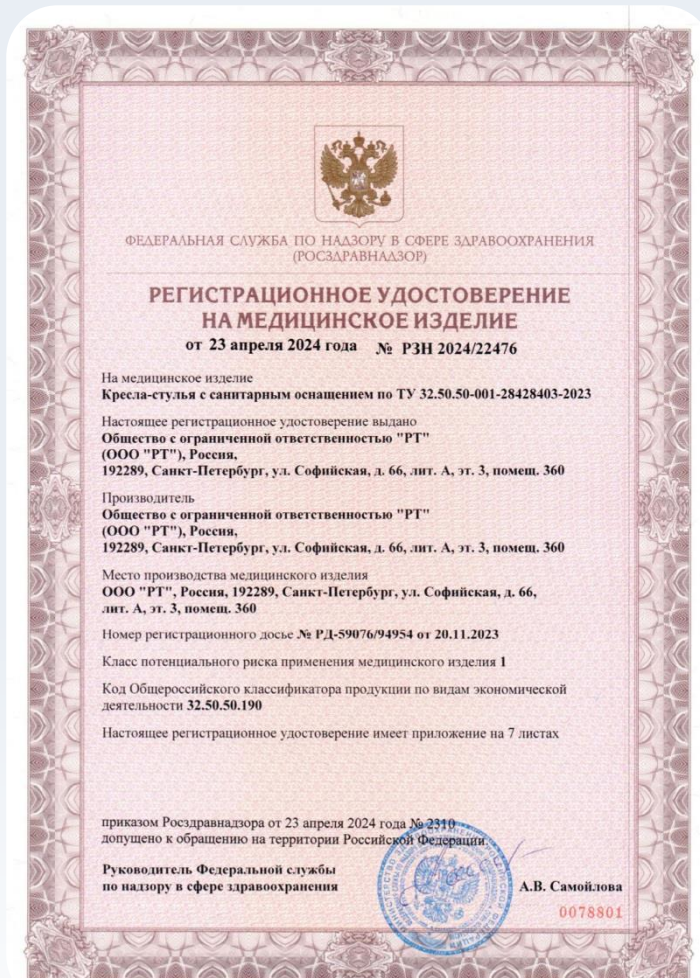 ФЕДЕРАЛЬНАЯ СЛУЖБА ПО НАДЗОРУ В СФЕРЕ ЗДРАВООХРАНЕНИЯ
(РОСЗДРАВНАДЗОР)
РЕГИСТРАЦИОННОЕ УДОСТОВЕРЕНИЕ
НА МЕДИЦИНСКОЕ ИЗДЕЛИЕ
от 23 апреля 2024 года № РЗН 2024/22476
На медицинское изделие
Кресла-стулья с санитарным оснащением по ТУ 32.50.50-001-28428403-2023
Настоящее регистрационное удостоверение выдано
Общество с ограниченной ответственностью "РТ"
(ООО "РТ"), Россия,
192289, Санкт-Петербург, ул. Софийская, д. 66, лит. А, эт. 3, помещ. 360
Производитель
Общество с ограниченной ответственностью "РТ"
(ООО "РТ"), Россия,
192289, Санкт-Петербург, ул. Софийская, д. 66, лит. А, эт. 3, помещ. 360
Место производства медицинского изделия
ООО "РТ", Россия, 192289, Санкт-Петербург, ул. Софийская, д. 66,
лит. А, эт. 3, помещ. 360
Номер регистрационного досье № РД-59076/94954 от 20.11.2023
Класс потенциального риска применения медицинского изделия 1
Код Общероссийского классификатора продукции по видам экономической
деятельности 32.50.50.190
Настоящее регистрационное удостоверение имеет приложение на 7 листах
приказом Росздравнадзора от 23 апреля 2024 года № 2310
допущено к обращению на территории Российской Федерации.
Руководитель Федеральной службы
по надзору в сфере здравоохранения
А.В. Самойлова
0078801